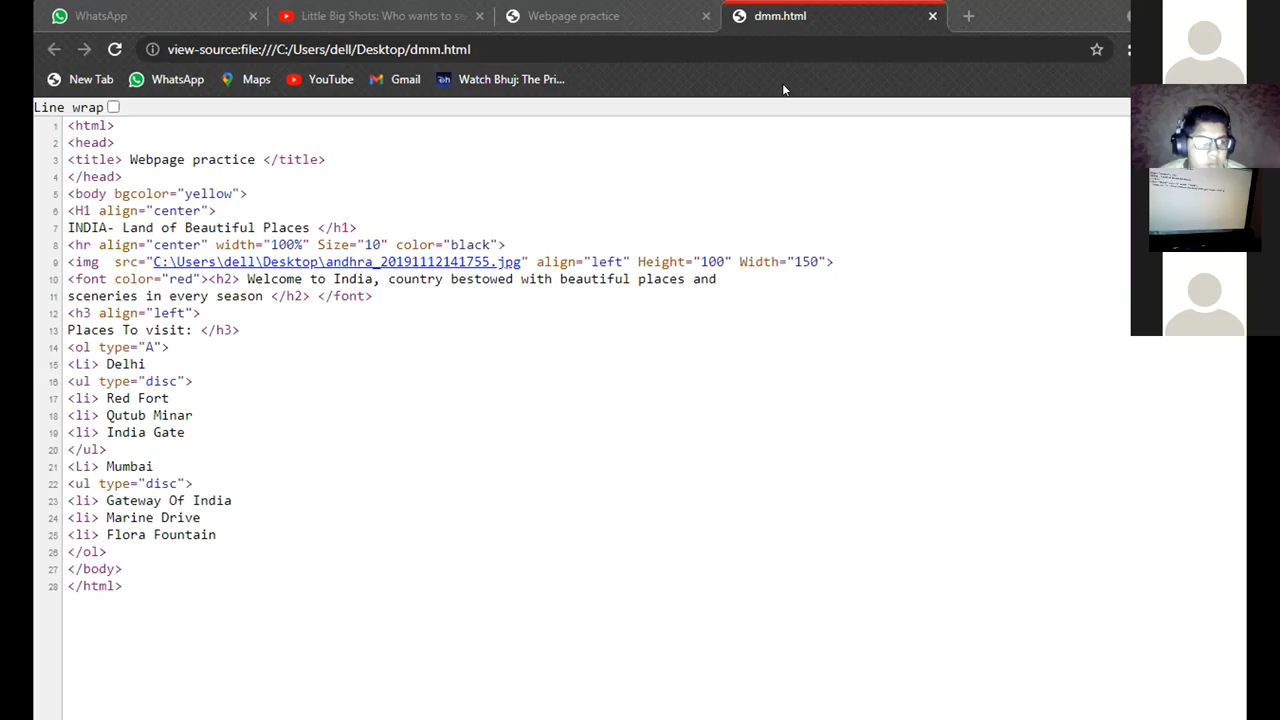 WhatsApp
Little Big Shots: Who wants to s
Webpage practice
dmm.html
view-source:file:///C:/Users/dell/Desktop/dmm.html
New Tab WhatsApp Maps YouTube Gmail Watch Bhuj: The Pri...
Line wrap
1 <html>
2 <head>
3 <title> Webpage practice </title>
4 </head>
5 <body bgcolor="yellow">
6 <H1 align="center">
7 INDIA- Land of Beautiful Places </h1>
8 <hr align="center" width="100%" Size="10" color="black">
9 <img  src="C:\Users\dell\Desktop\andhra_20191112141755.jpg" align="left" Height="100" Width="150">
10 <font color="red"><h2> Welcome to India, country bestowed with beautiful places and
11 sceneries in every season </h2> </font>
12 <h3 align="left">
13 Places To visit: </h3>
14 <ol type="A">
15 <Li> Delhi
16 <ul type="disc">
17 <li> Red Fort
18 <li> Qutub Minar
19 <li> India Gate
20 </ul>
21 <Li> Mumbai
22 <ul type="disc">
23 <li> Gateway Of India
24 <li> Marine Drive
25 <li> Flora Fountain
26 </ol>
27 </body>
28 </html>